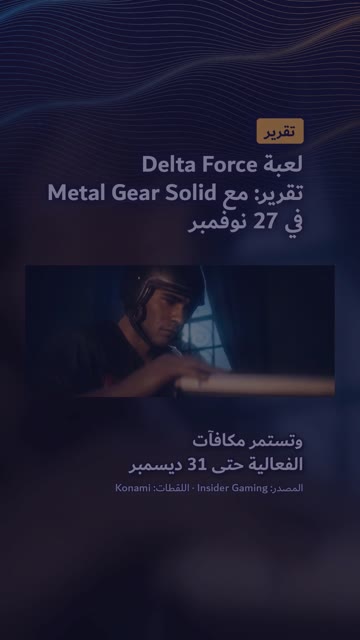 تقرير
لعبة Delta Force
تقرير: مع Metal Gear Solid
في 27 نوفمبر
وتستمر مكافآت
الفعالية حتى 31 ديسمبر
المصدر: Insider Gaming · اللقطات: Konami